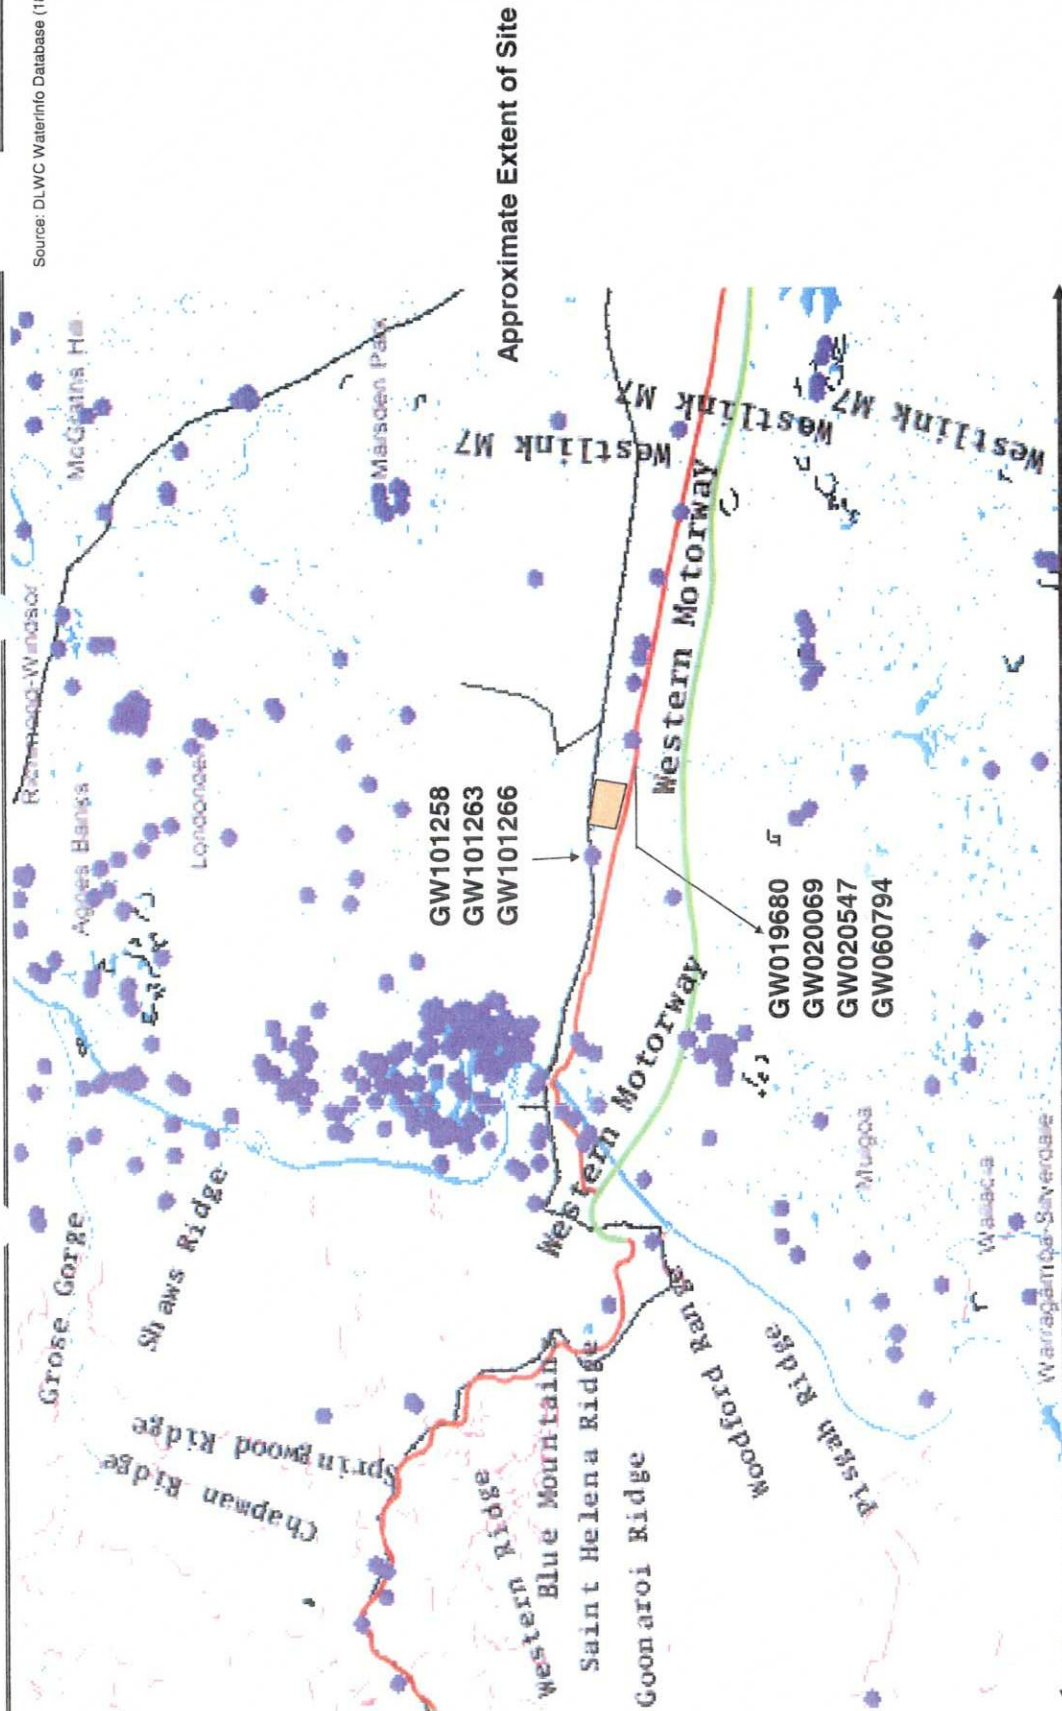 Source: DLWC WaterInfo Database (18
Approximate Extent of Site
Richmond-Windsor
McGraths Hill
Agnes Banks
Londonderry
Marsden Park
Grose Gorge
Shaws Ridge
Springwood Ridge
Chapman Ridge
GW101258
GW101263
GW101266
Westlink M7
Westlink M7
Westlink M7
Western Motorway
Western Motorway
GW019680
GW020069
GW020547
GW060794
Western Ridge
Blue Mountain
Saint Helena Ridge
Goonaroi Ridge
Woodford Range
Pisgah Ridge
Mulgoa
Wallacia
Warragamba-Silverdale